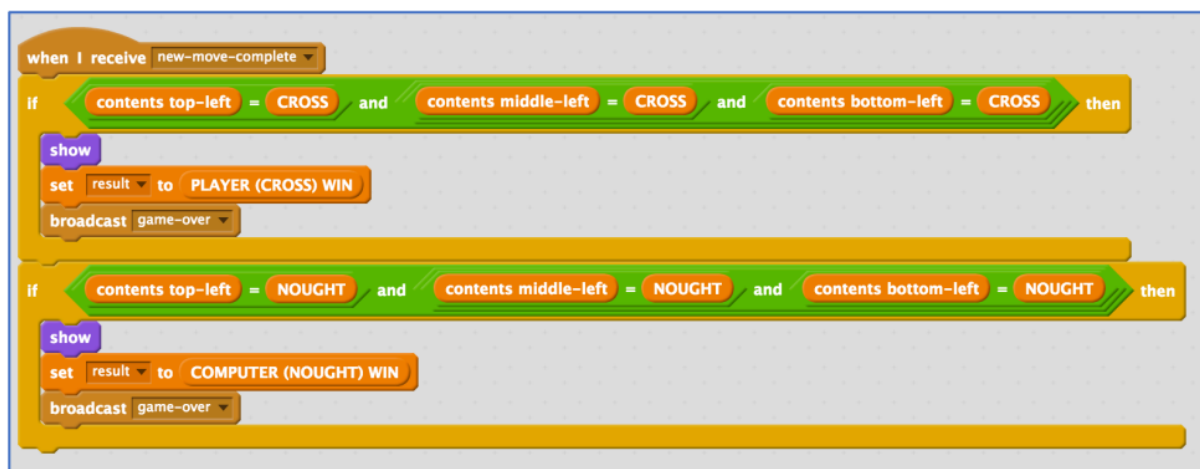 when I receive new-move-complete
if contents top-left = CROSS and contents middle-left = CROSS and contents bottom-left = CROSS then
show
set result to PLAYER (CROSS) WIN
broadcast game-over
if contents top-left = NOUGHT and contents middle-left = NOUGHT and contents bottom-left = NOUGHT then
show
set result to COMPUTER (NOUGHT) WIN
broadcast game-over